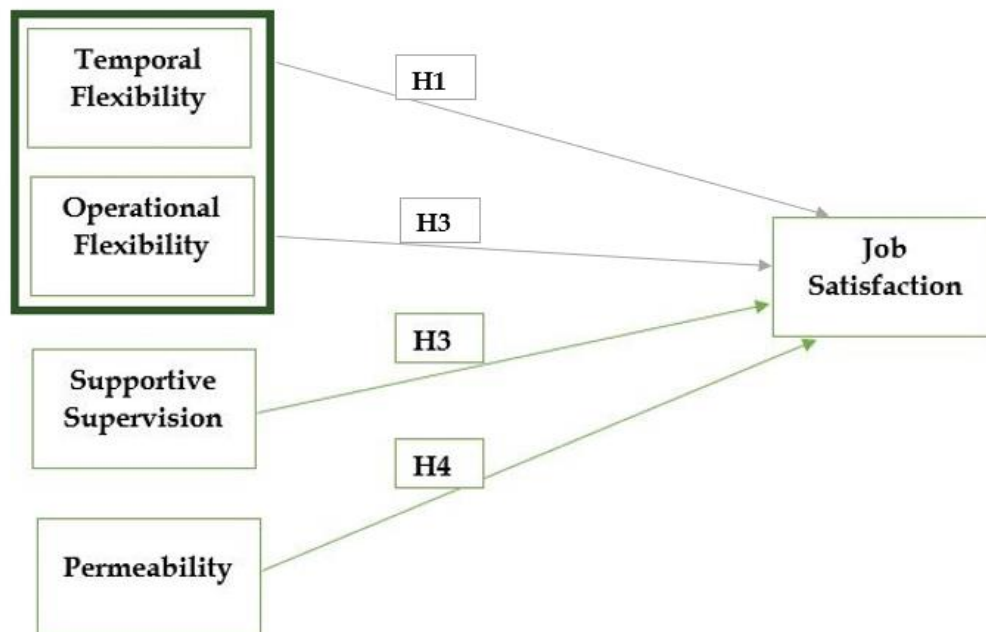 Temporal
Flexibility
H1
Operational
Flexibility
H3
Job
Satisfaction
Supportive
Supervision
H3
H4
Permeability